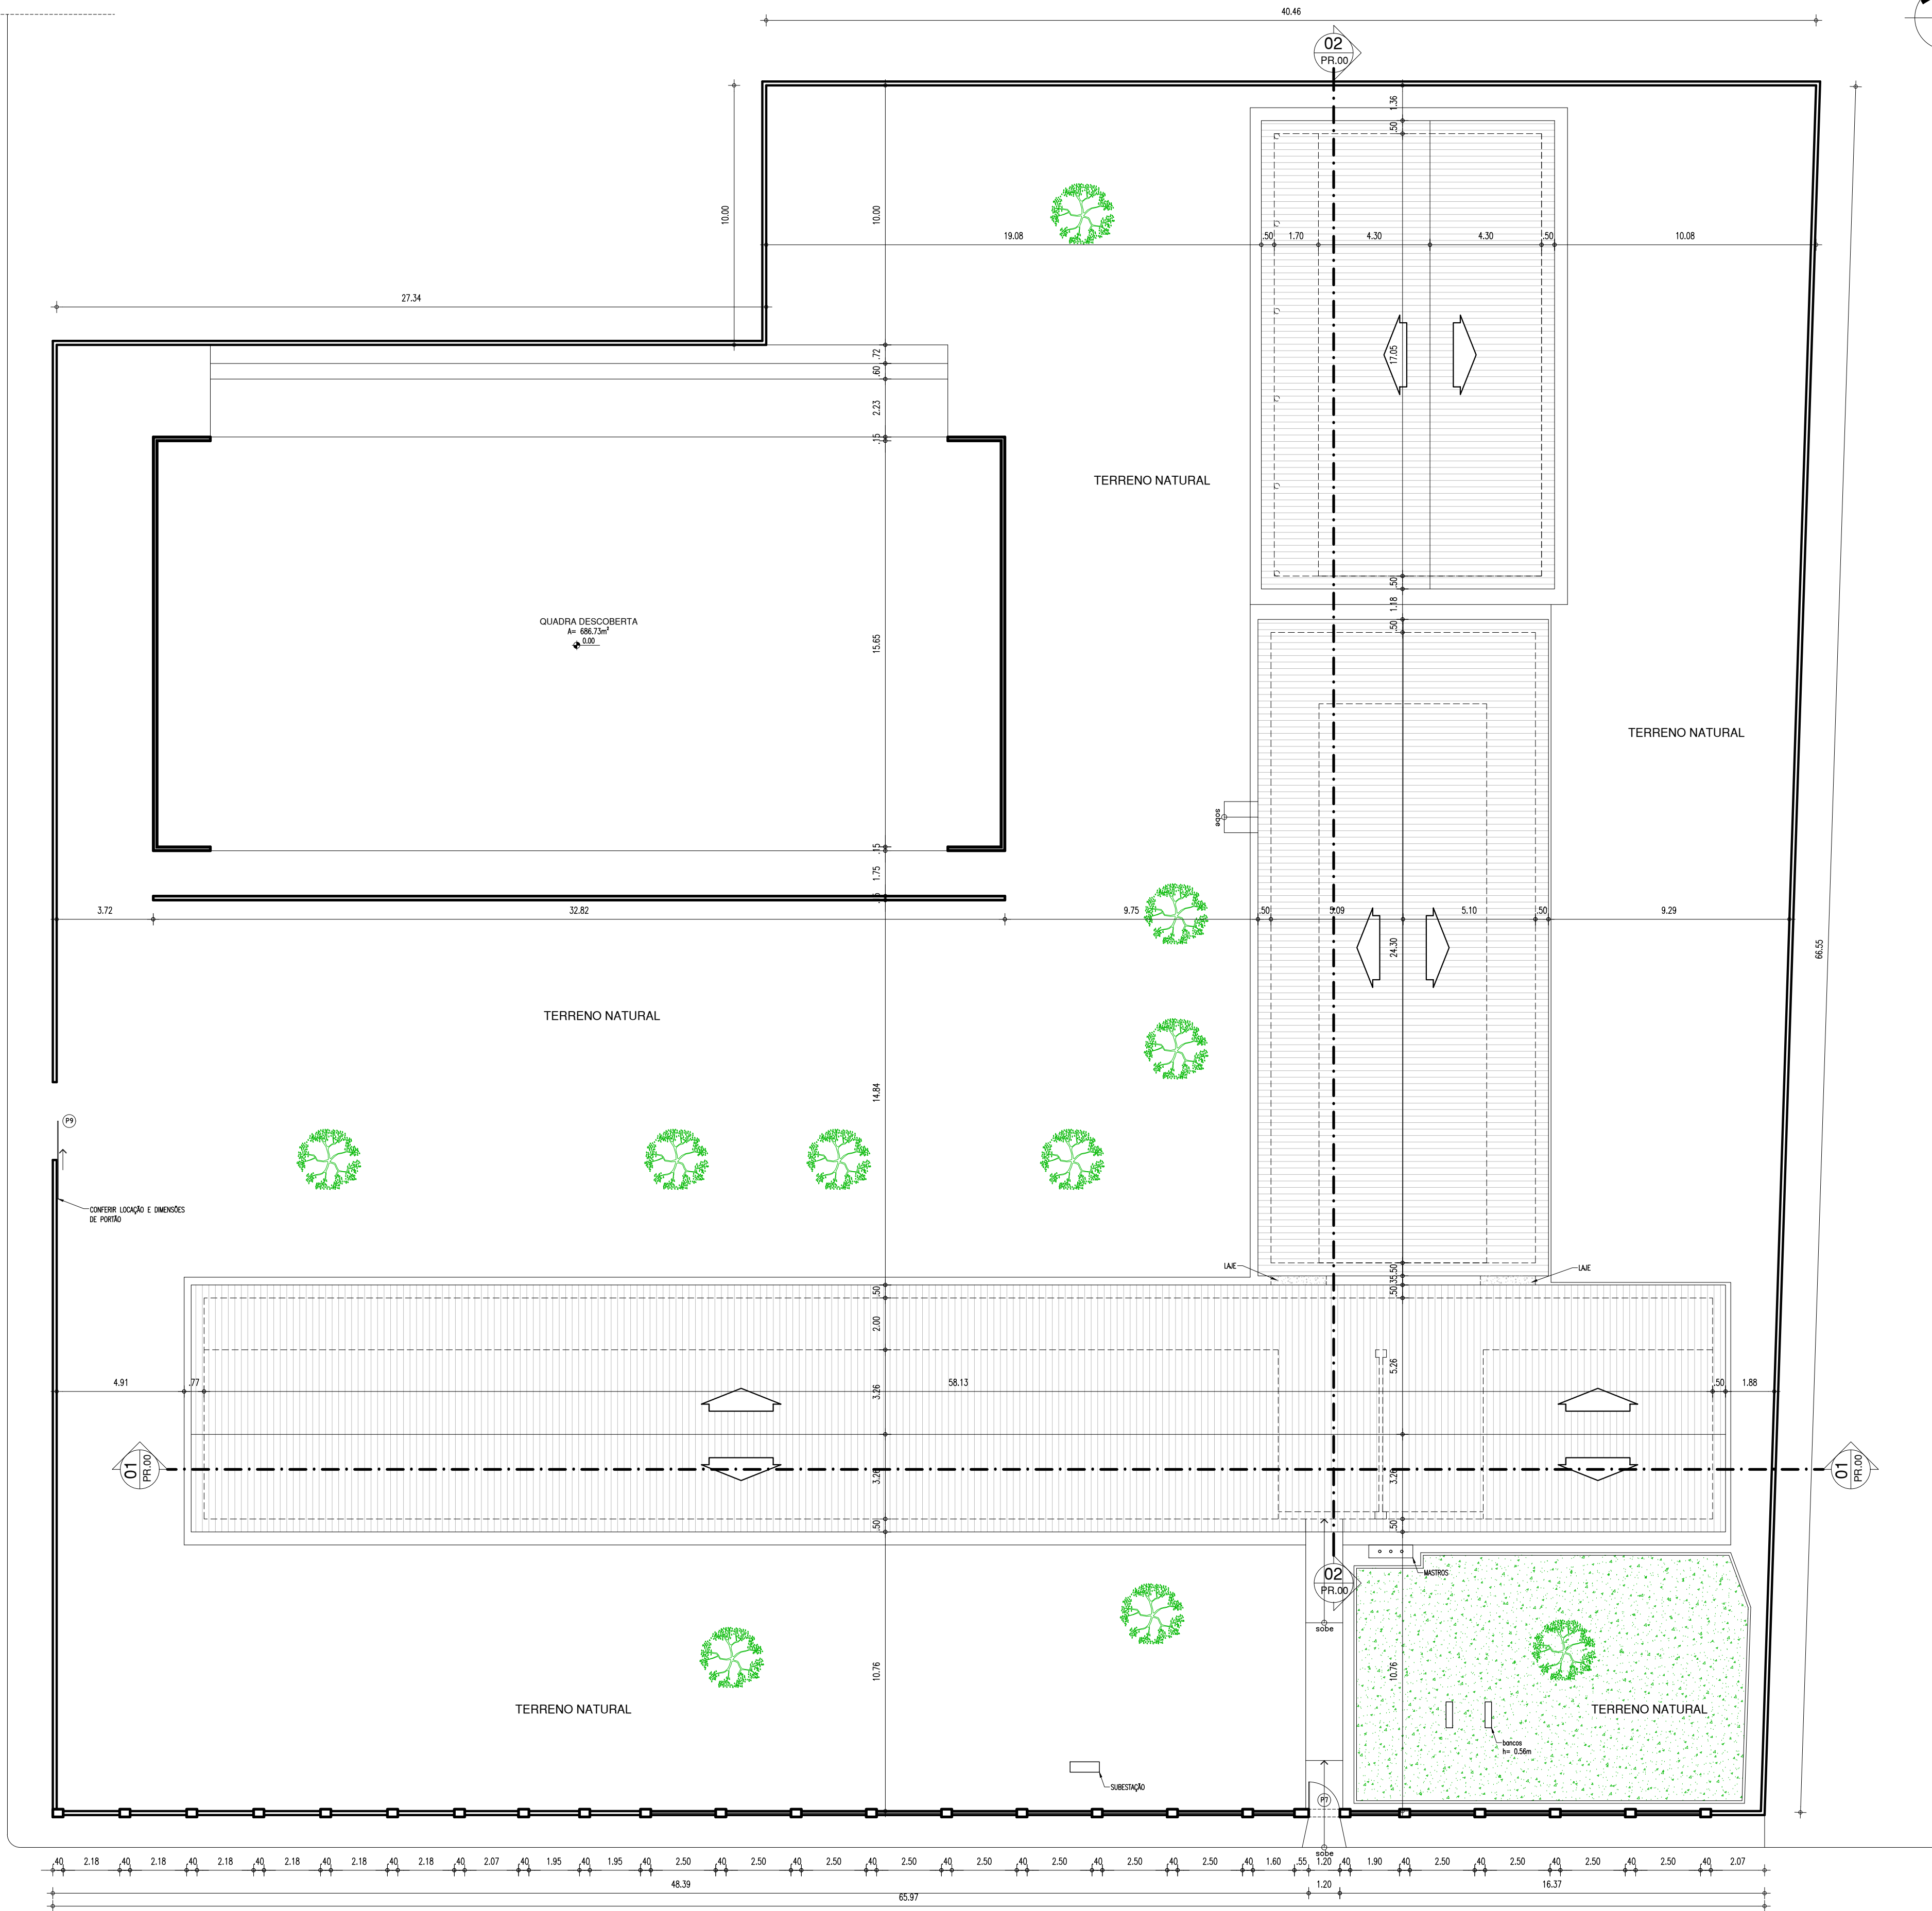 40.46
02
PR.00
1.36
.50
10.00
10.00
19.08
.50
1.70
4.30
4.30
.50
10.08
27.34
.72
.60
2.23
.15
17.05
TERRENO NATURAL
QUADRA DESCOBERTA
A= 686.73m²
0.00
15.65
.50
1.18
.50
TERRENO NATURAL
sobe
.15
1.75
3.72
32.82
9.75
.50
5.09
5.10
.50
9.29
24.30
66.55
TERRENO NATURAL
14.84
P9
CONFERIR LOCAÇÃO E DIMENSÕES
DE PORTÃO
LAJE
LAJE
.50
.35
.50
.50
2.00
5.26
4.91
.77
3.26
58.13
.50
1.88
01
PR.00
3.26
3.26
01
PR.00
.50
.50
02
PR.00
MASTROS
sobe
10.76
10.76
TERRENO NATURAL
TERRENO NATURAL
bancos
h= 0.56m
SUBESTAÇÃO
P7
sobe
.40 2.18 .40 2.18 .40 2.18 .40 2.18 .40 2.18 .40 2.18 .40 2.07 .40 1.95 .40 1.95 .40 2.50 .40 2.50 .40 2.50 .40 2.50 .40 2.50 .40 2.50 .40 2.50 .40 2.50 .40 1.60 .55 1.20 .40 1.90 .40 2.50 .40 2.50 .40 2.50 .40 2.50 .40 2.07
48.39
1.20
16.37
65.97